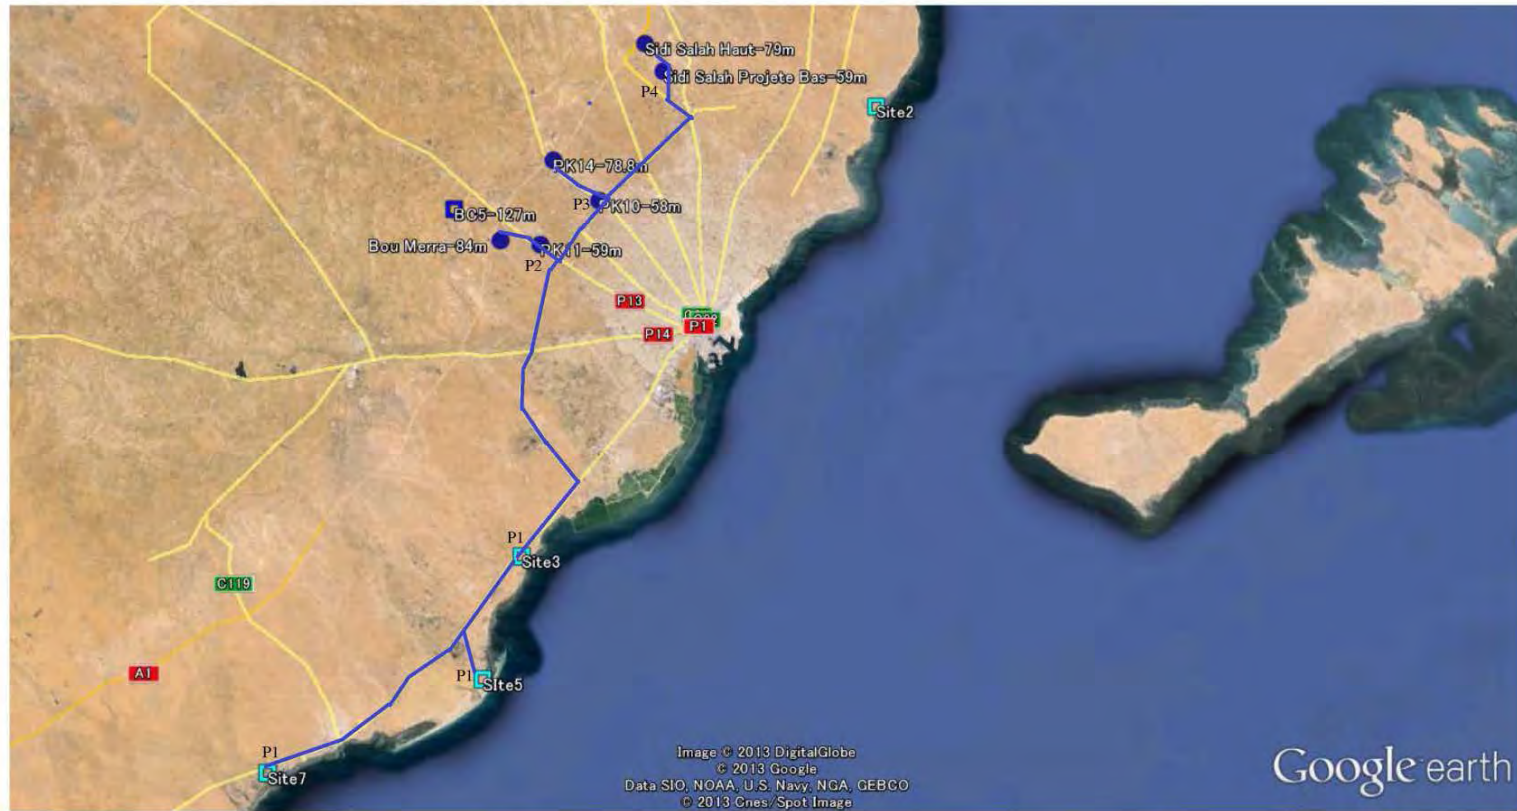 Sidi Salah Haut-79m
Sidi Salah Projete Bas-59m
P4
Site2
PK14-78.8m
P3
PK10-58m
BC5-127m
Bou Merra-84m
PK11-59m
P2
P13
P1
P14
P1
Site3
C119
A1
P1
SIte5
P1
Site7
Image © 2013 DigitalGlobe
© 2013 Google
Data SIO, NOAA, U.S. Navy, NGA, GEBCO
© 2013 Cnes/Spot Image
Google earth